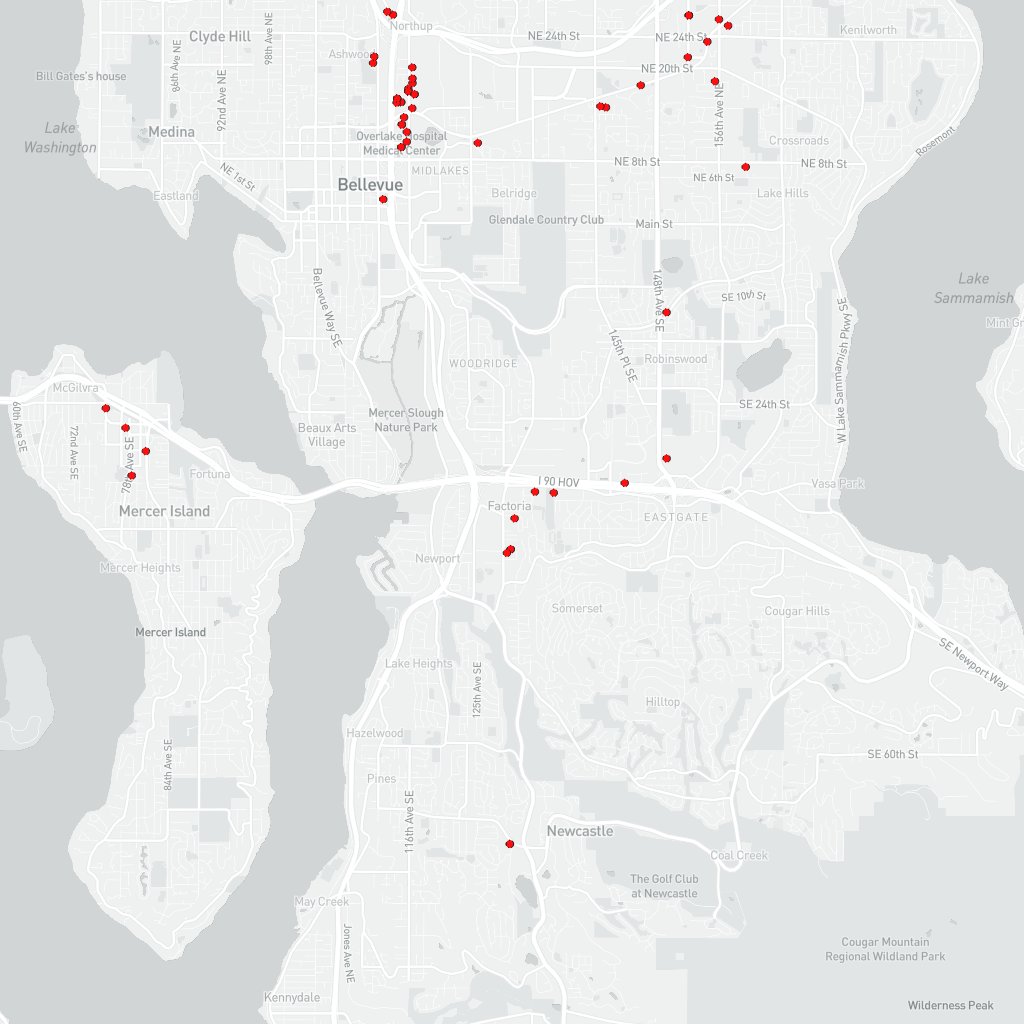 Northup
Clyde Hill
98th Ave NE
NE 24th St
NE 24th St
Kenilworth
86th Ave NE
Ashwood
Bill Gates's house
92nd Ave NE
NE 20th St
156th Ave NE
Lake
Washington
Medina
Overlake Hospital
Medical Center
Crossroads
Rosemont
NE 1st St
MIDLAKES
NE 8th St
NE 8th St
NE 6th St
Bellevue
Eastland
Belridge
Lake Hills
Glendale Country Club
Main St
Bellevue Way SE
148th Ave SE
SE 10th St
Lake
Sammamish
W Lake Sammamish Pkwy SE
145th Pl SE
WOODRIDGE
Robinswood
McGilvra
60th Ave SE
72nd Ave SE
78th Ave SE
Mercer Slough
Nature Park
Beaux Arts
Village
SE 24th St
Fortuna
I 90 HOV
Vasa Park
Mercer Island
Factoria
EASTGATE
Mercer Heights
Newport
Somerset
Cougar Hills
Mercer Island
Lake Heights
125th Ave SE
SE Newport Way
Hilltop
Hazelwood
84th Ave SE
SE 60th St
Pines
116th Ave SE
Newcastle
Coal Creek
The Golf Club
at Newcastle
May Creek
Jones Ave NE
Cougar Mountain
Regional Wildland Park
Kennydale
Wilderness Peak